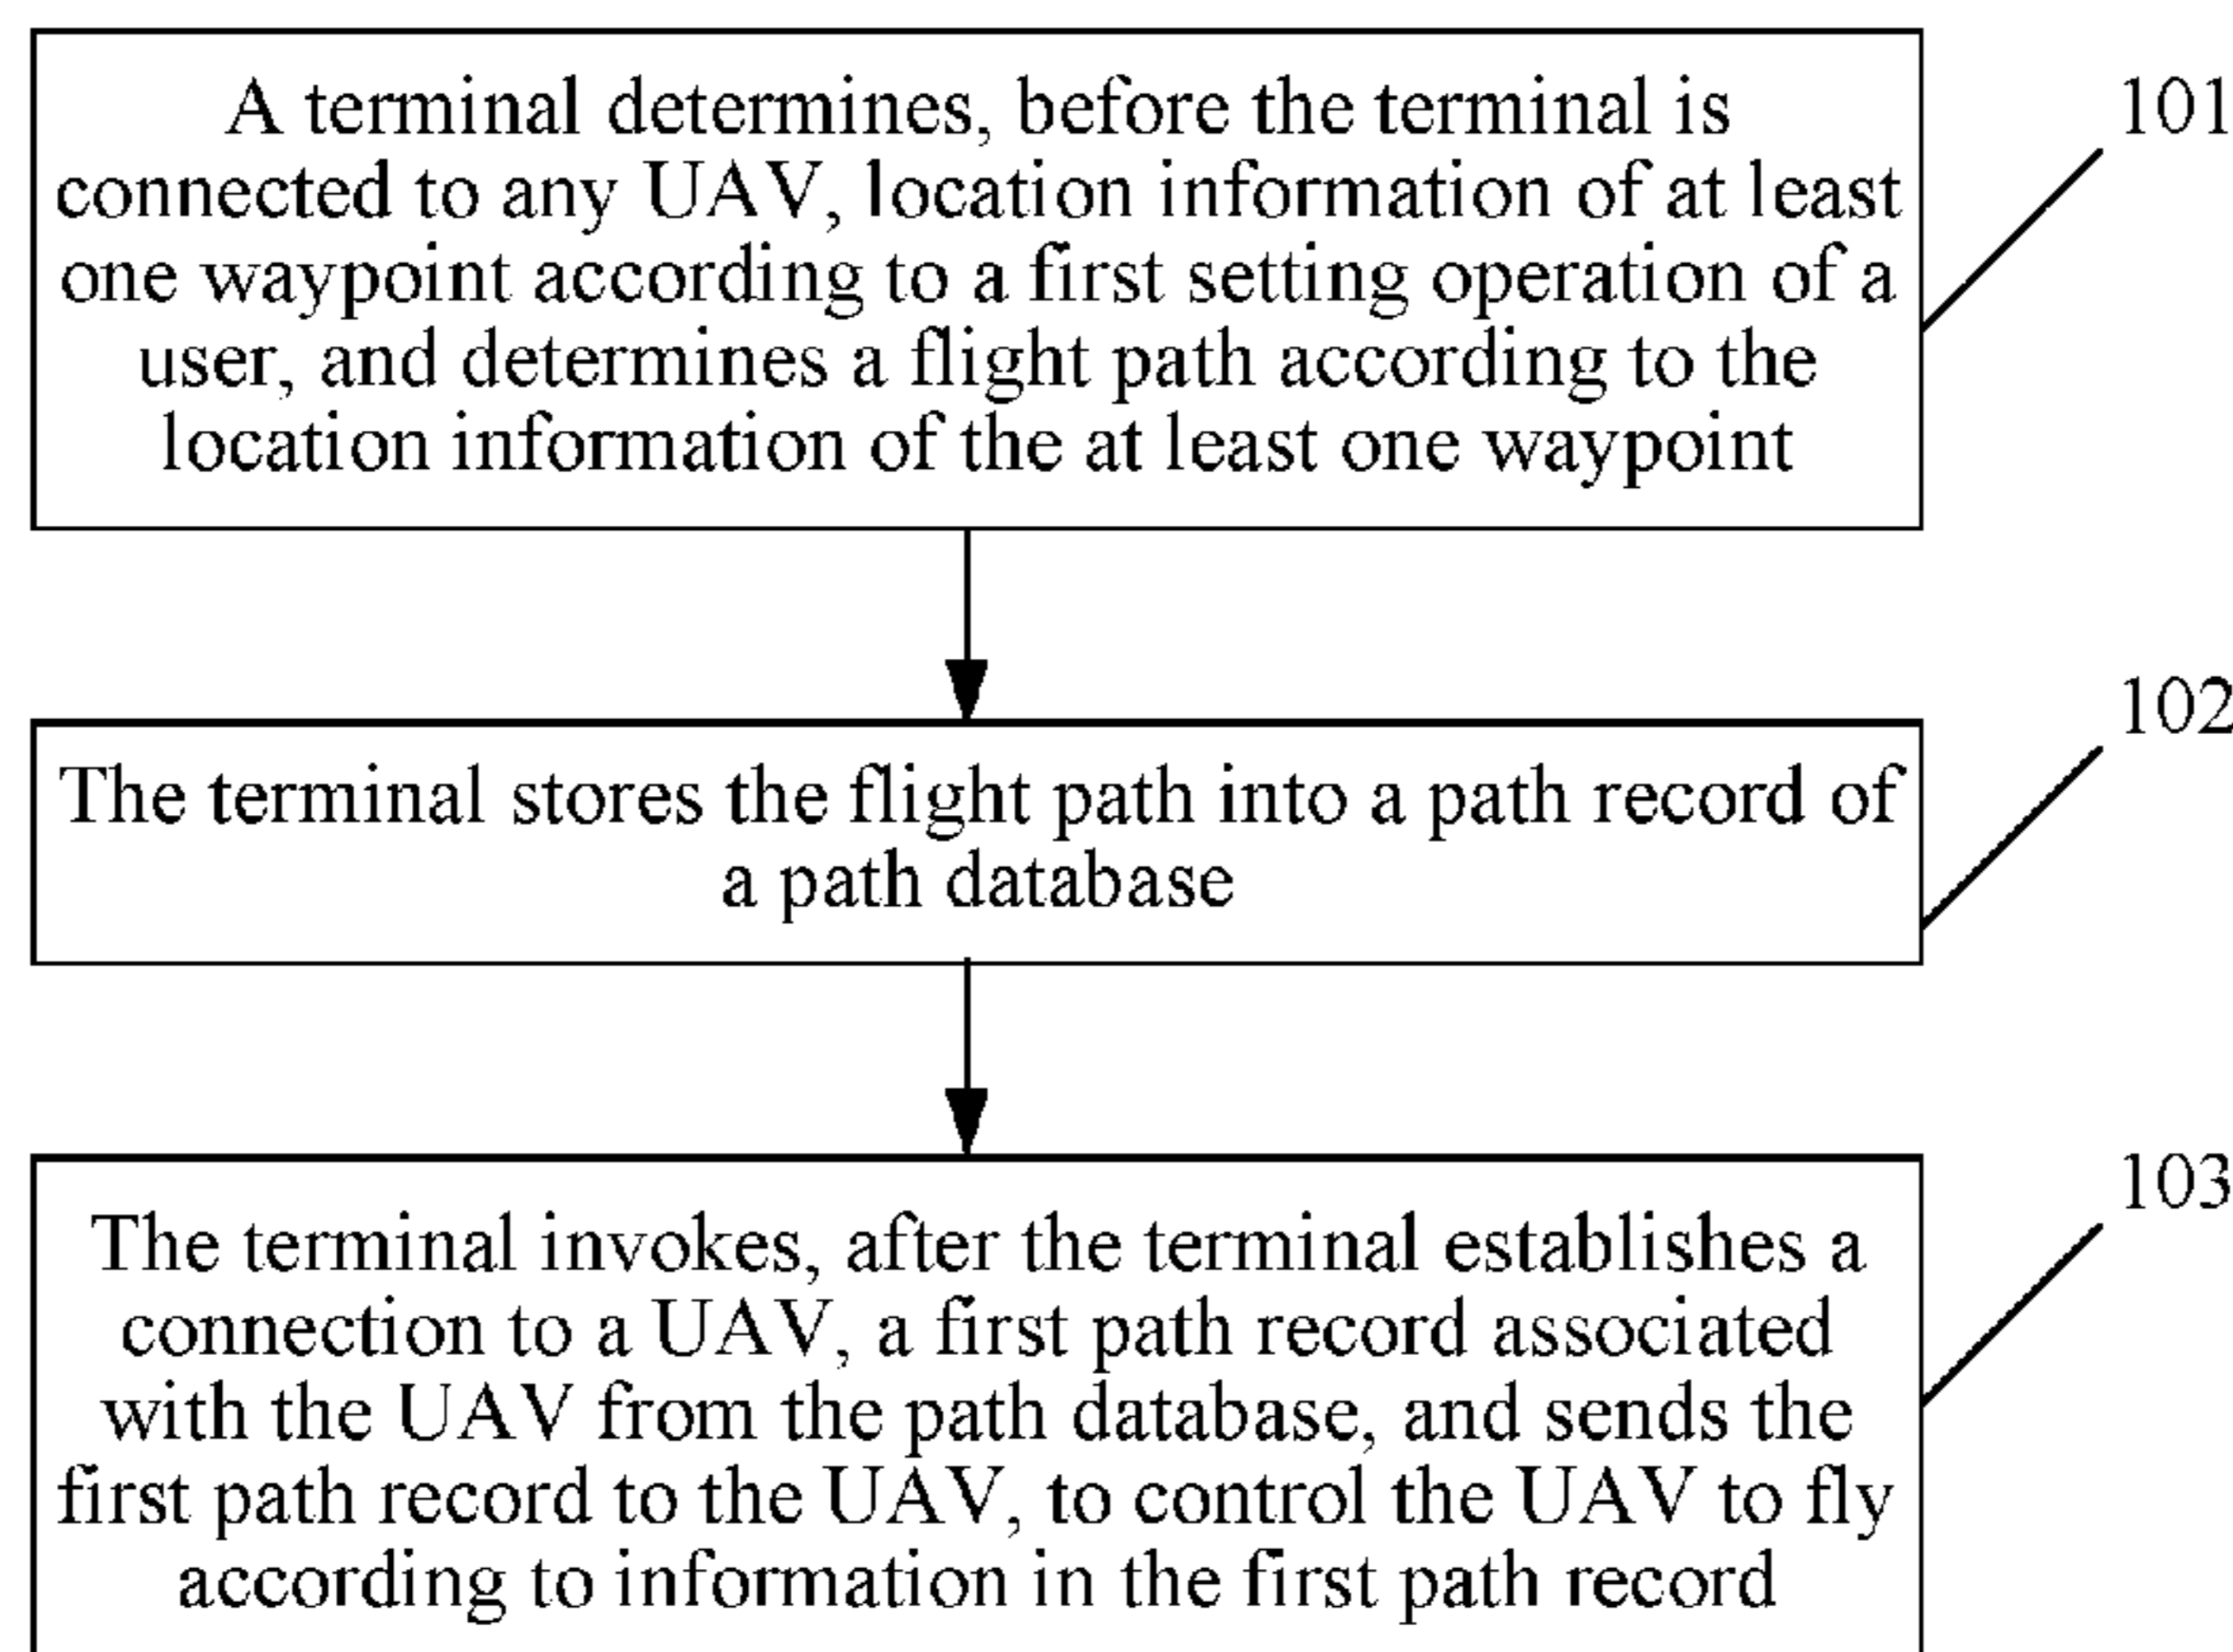 A terminal determines, before the terminal is
connected to any UAV, location information of at least
one waypoint according to a first setting operation of a
user, and determines a flight path according to the
location information of the at least one waypoint
101
The terminal stores the flight path into a path record of
a path database
102
The terminal invokes, after the terminal establishes a
connection to a UAV, a first path record associated
with the UAV from the path database, and sends the
first path record to the UAV, to control the UAV to fly
according to information in the first path record
103